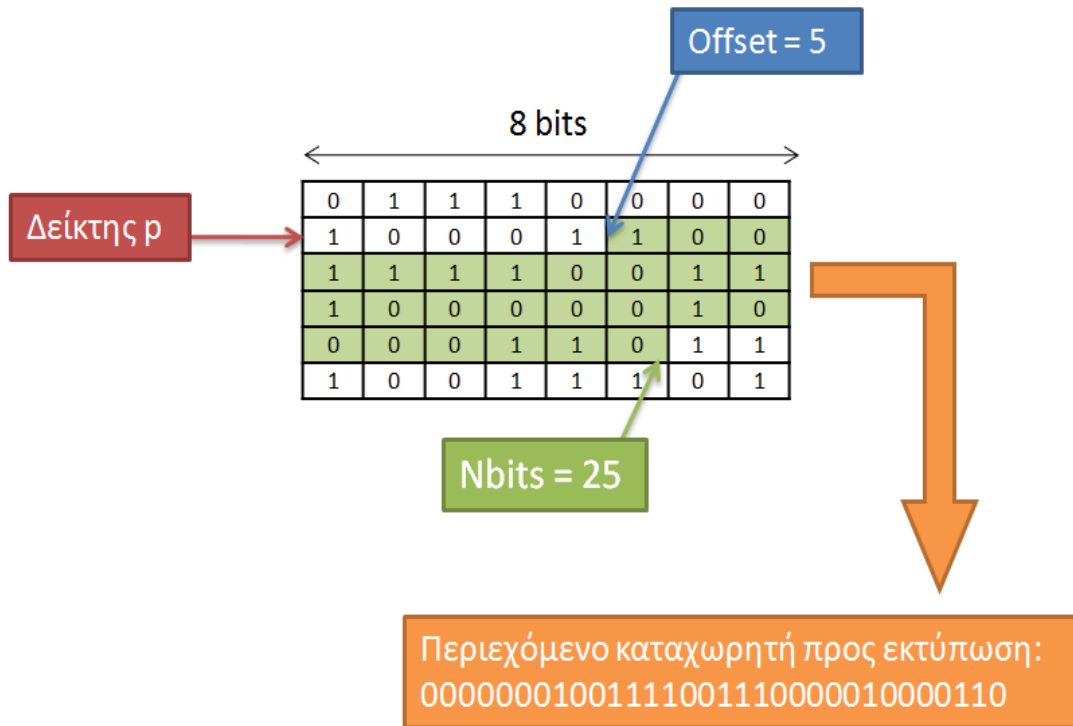 Offset = 5
8 bits
0 1 1 1 0 0 0 0
Δείκτης p
1 0 0 0 1 1 0 0
1 1 1 1 0 0 1 1
1 0 0 0 0 0 1 0
0 0 0 1 1 0 1 1
1 0 0 1 1 1 0 1
Nbits = 25
Περιεχόμενο καταχωρητή προς εκτύπωση:
00000001001111001110000010000110